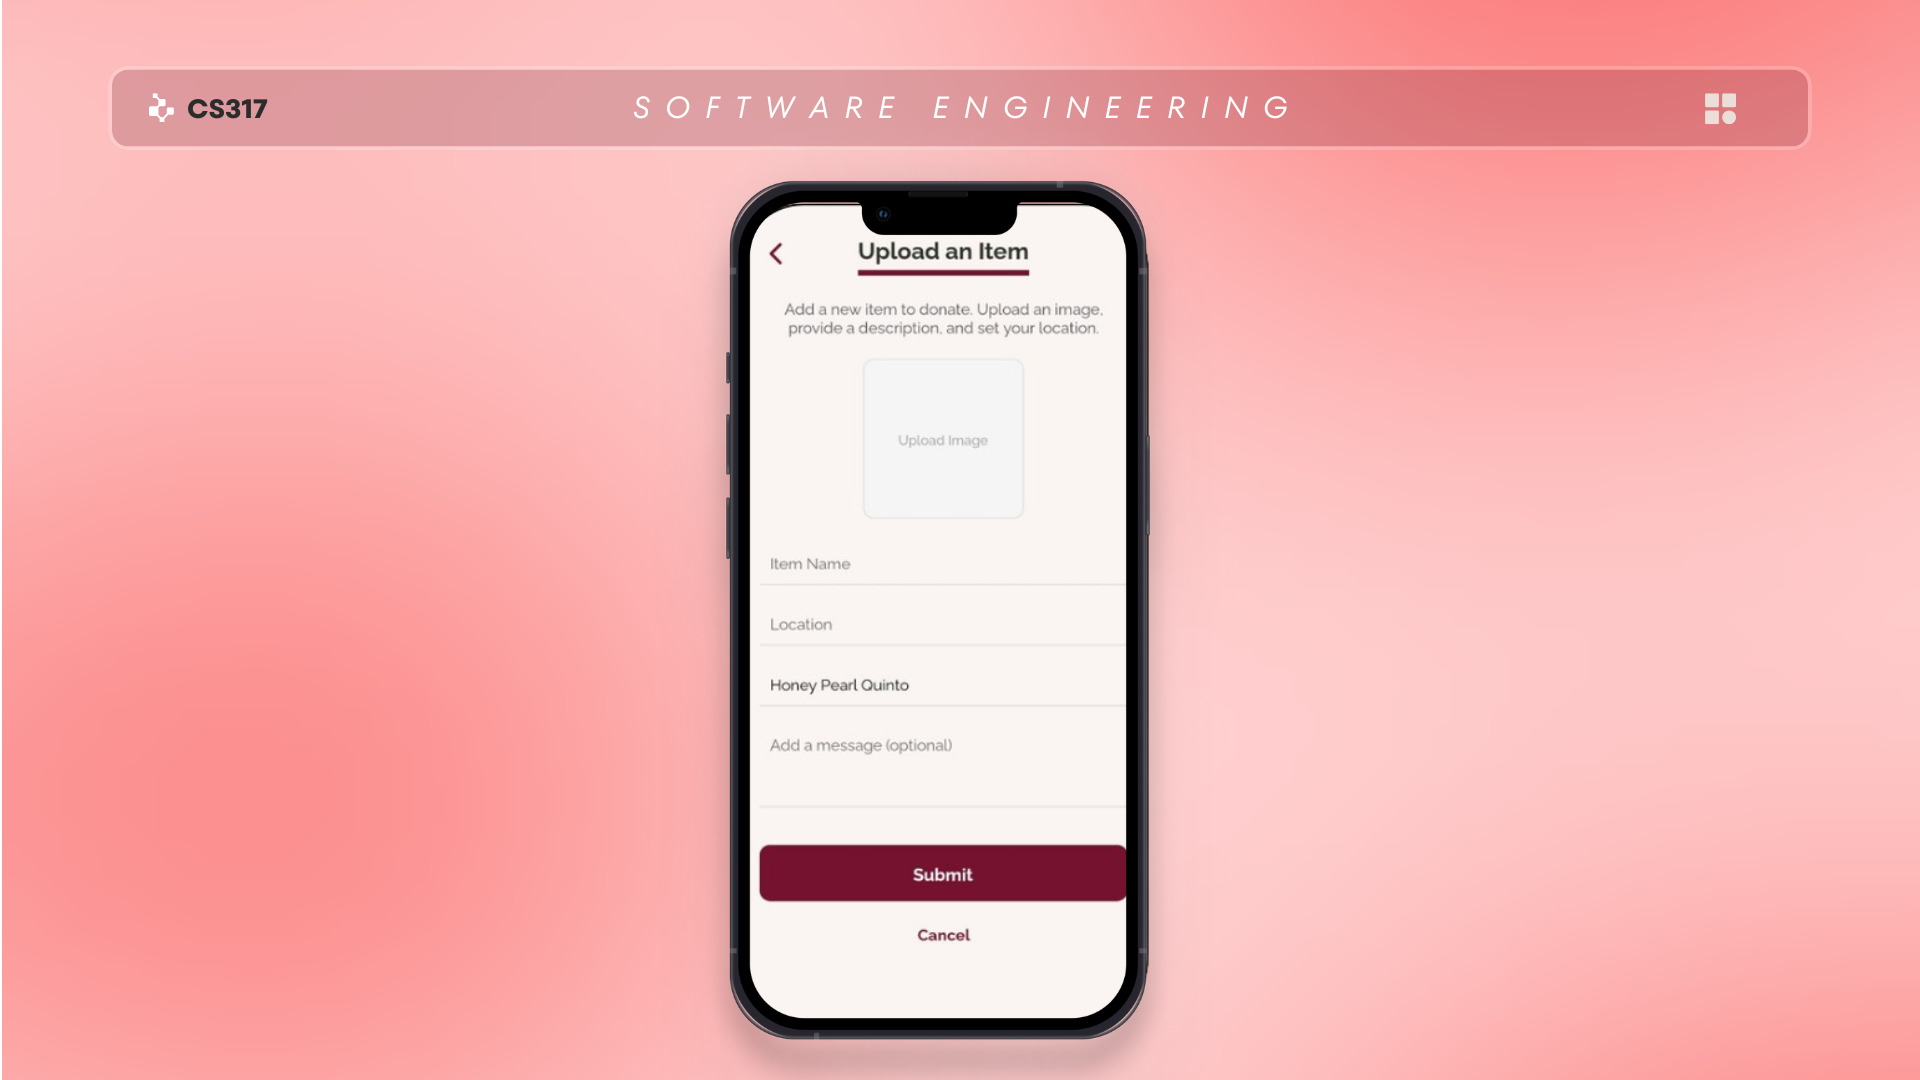 CS317
SOFTWARE ENGINEERING
Upload an Item
Add a new item to donate. Upload an image,
provide a description, and set your location.
Upload Image
Item Name
Location
Honey Pearl Quinto
Add a message (optional)
Submit
Cancel